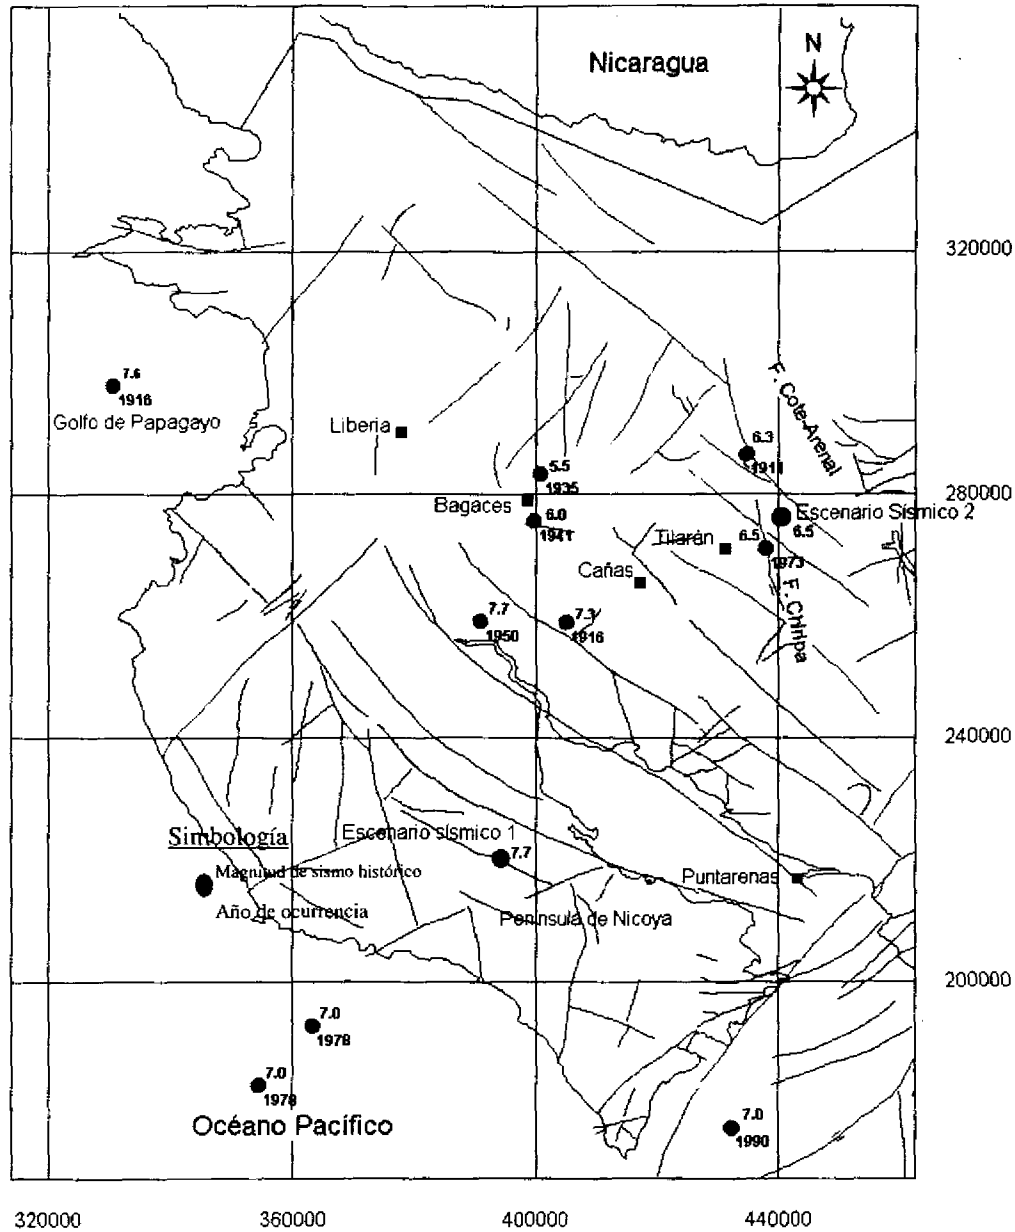 Nicaragua
N
320000
7.6
1916
Golfo de Papagayo
Liberia
F. Cote-Arenal
6.3
1911
5.5
1935
Bagaces
280000
6.0
1941
Escenario Sísmico 2
6.5
Tilarán
6.5
1973
Cañas
F. Chiripa
7.7
1950
7.3
1916
240000
Simbología
Escenario sísmico 1
7.7
Magnitud de sismo histórico
Año de ocurrencia
Puntarenas
Península de Nicoya
200000
7.0
1978
7.0
1978
Océano Pacífico
7.0
1990
320000
360000
400000
440000